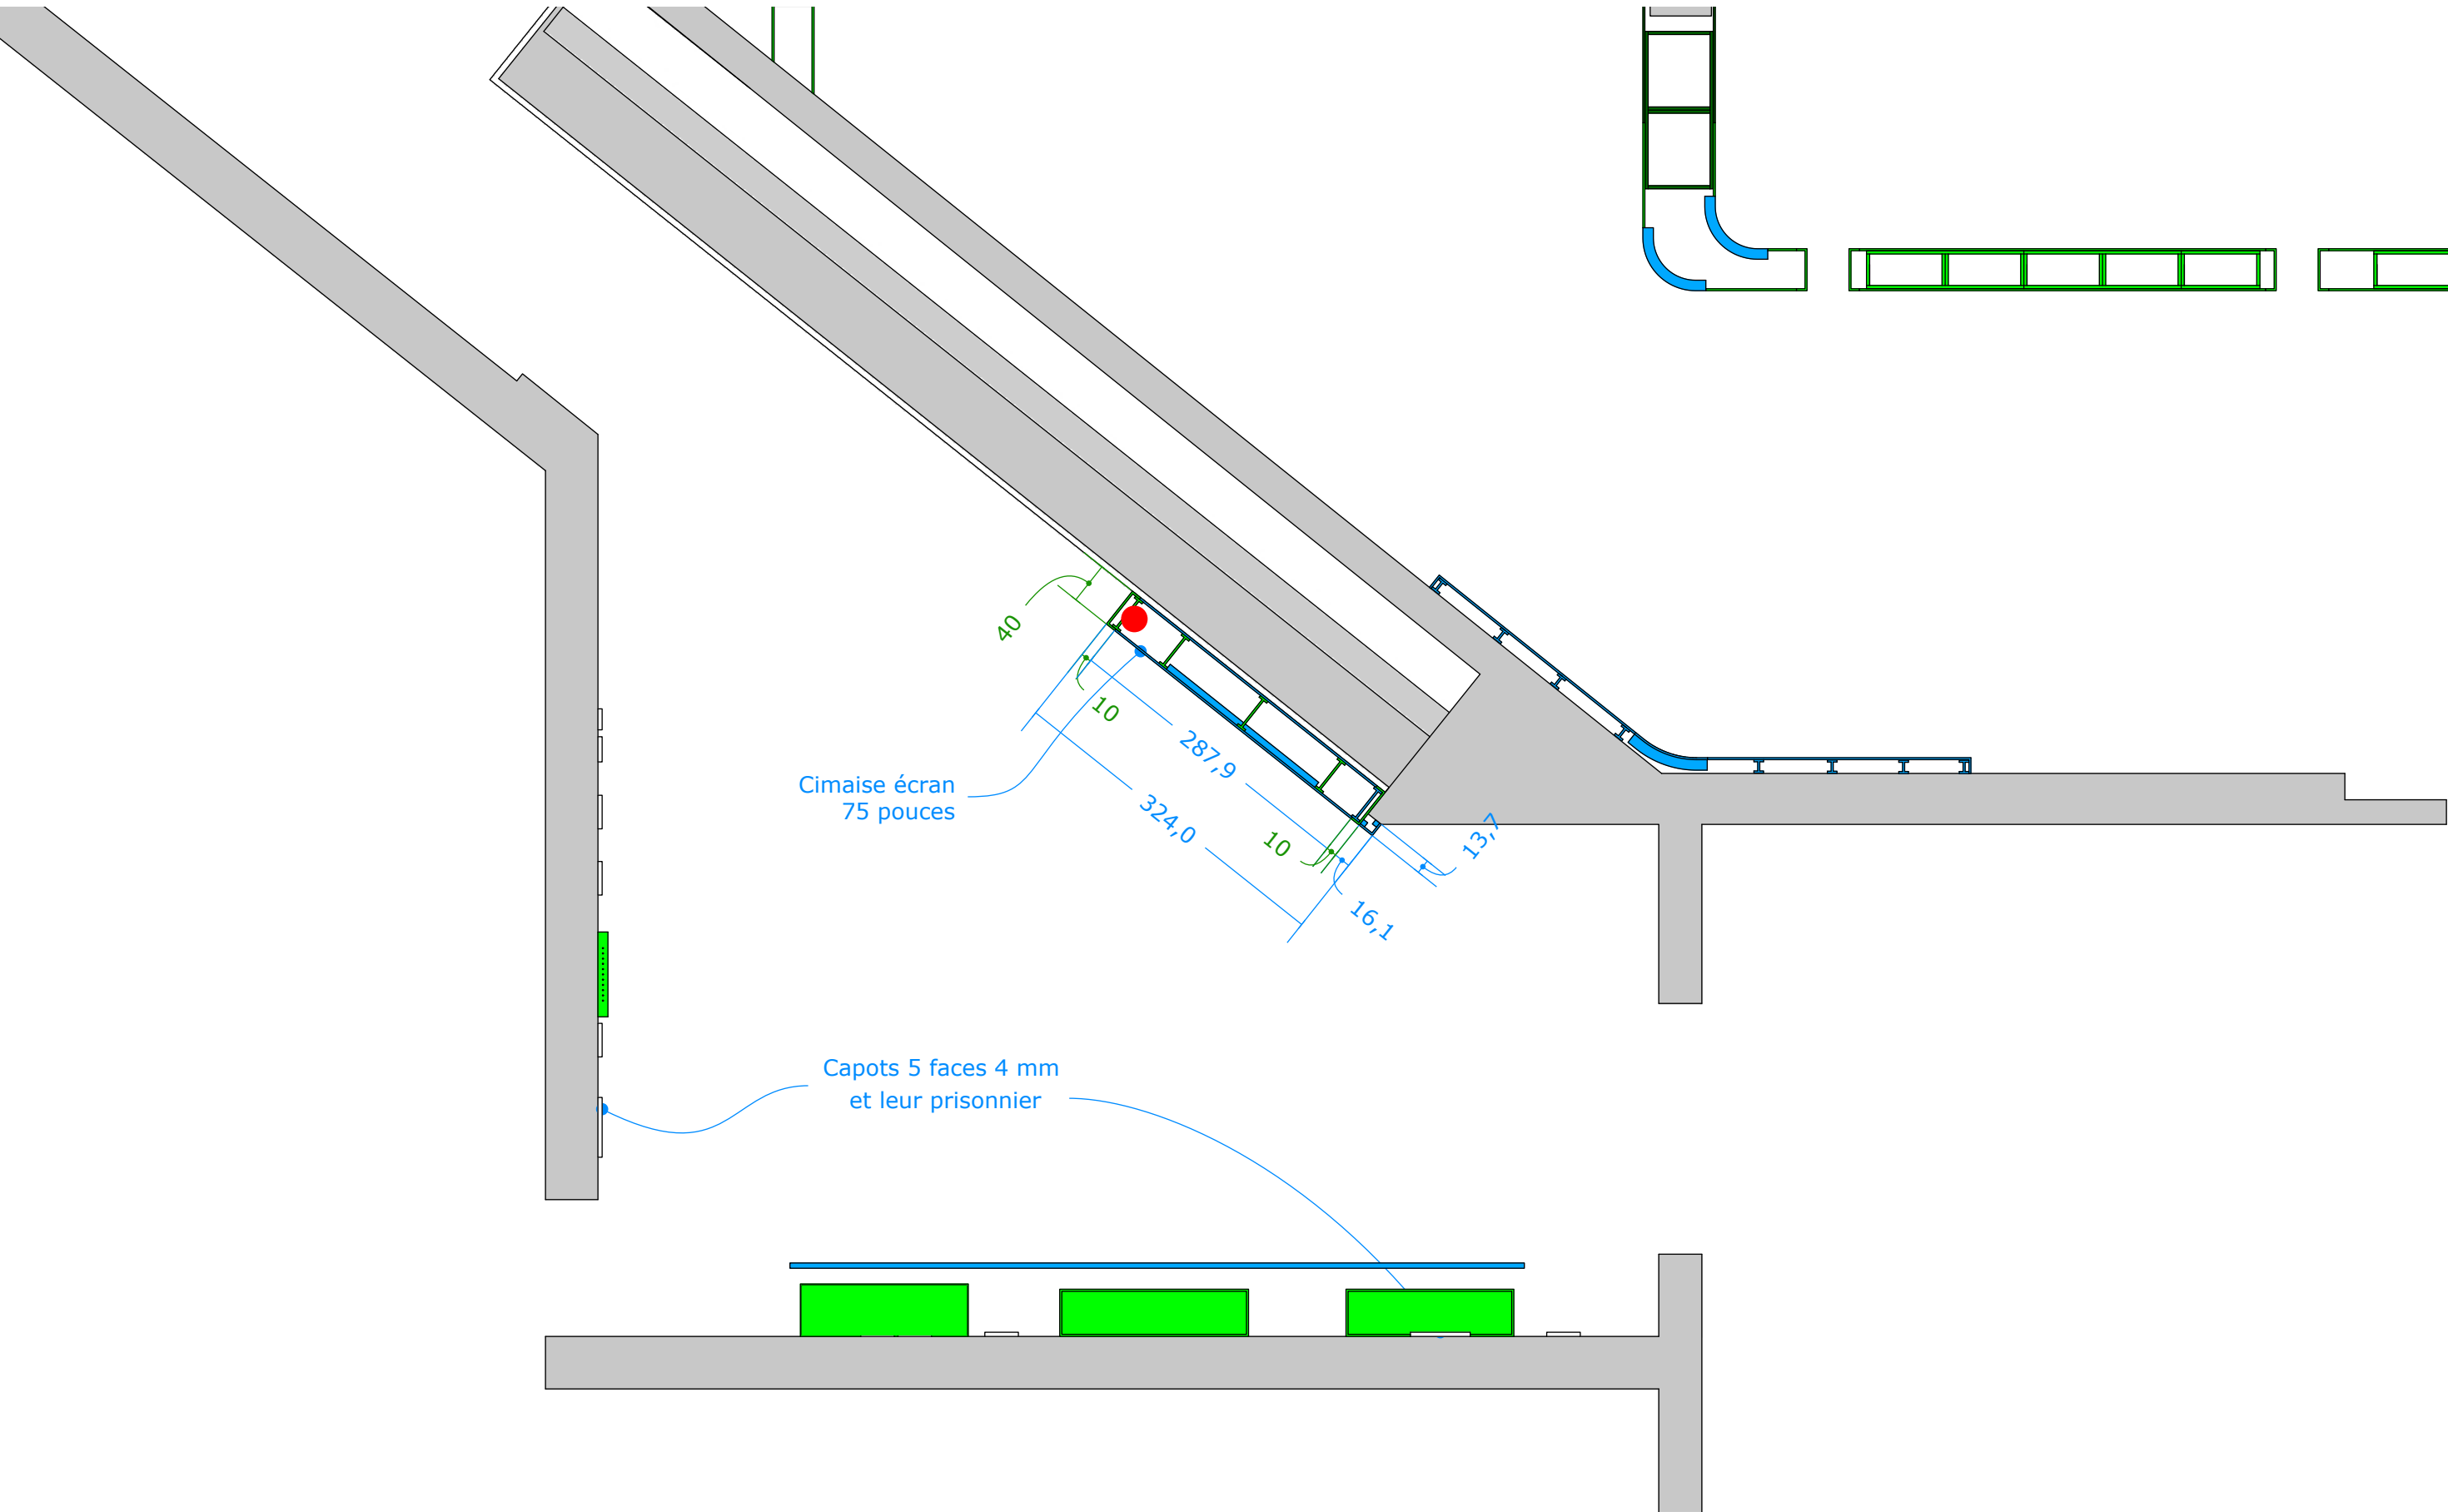 40
10
287,9
324,0
Cimaise écran
75 pouces
10
13,7
16,1
Capots 5 faces 4 mm
et leur prisonnier